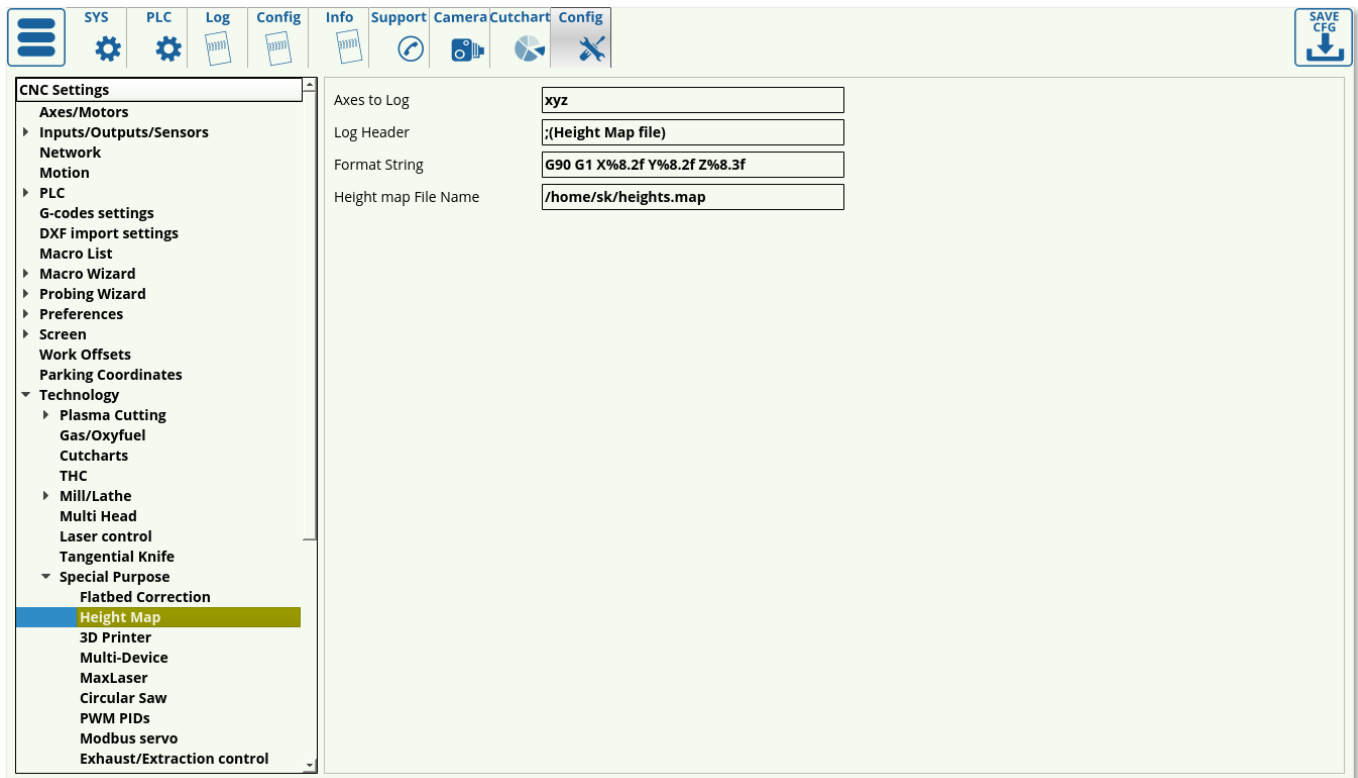 SYS PLC Log Config Info Support Camera Cutchart Config SAVE
CFG
CNC Settings
Axes/Motors
Inputs/Outputs/Sensors
Network
Motion
PLC
G-codes settings
DXF import settings
Macro List
Macro Wizard
Probing Wizard
Preferences
Screen
Work Offsets
Parking Coordinates
Technology
Plasma Cutting
Gas/Oxyfuel
Cutcharts
THC
Mill/Lathe
Multi Head
Laser control
Tangential Knife
Special Purpose
Flatbed Correction
Height Map
3D Printer
Multi-Device
MaxLaser
Circular Saw
PWM PIDs
Modbus servo
Exhaust/Extraction control
Axes to Log xyz
Log Header ;(Height Map file)
Format String G90 G1 X%8.2f Y%8.2f Z%8.3f
Height map File Name /home/sk/heights.map